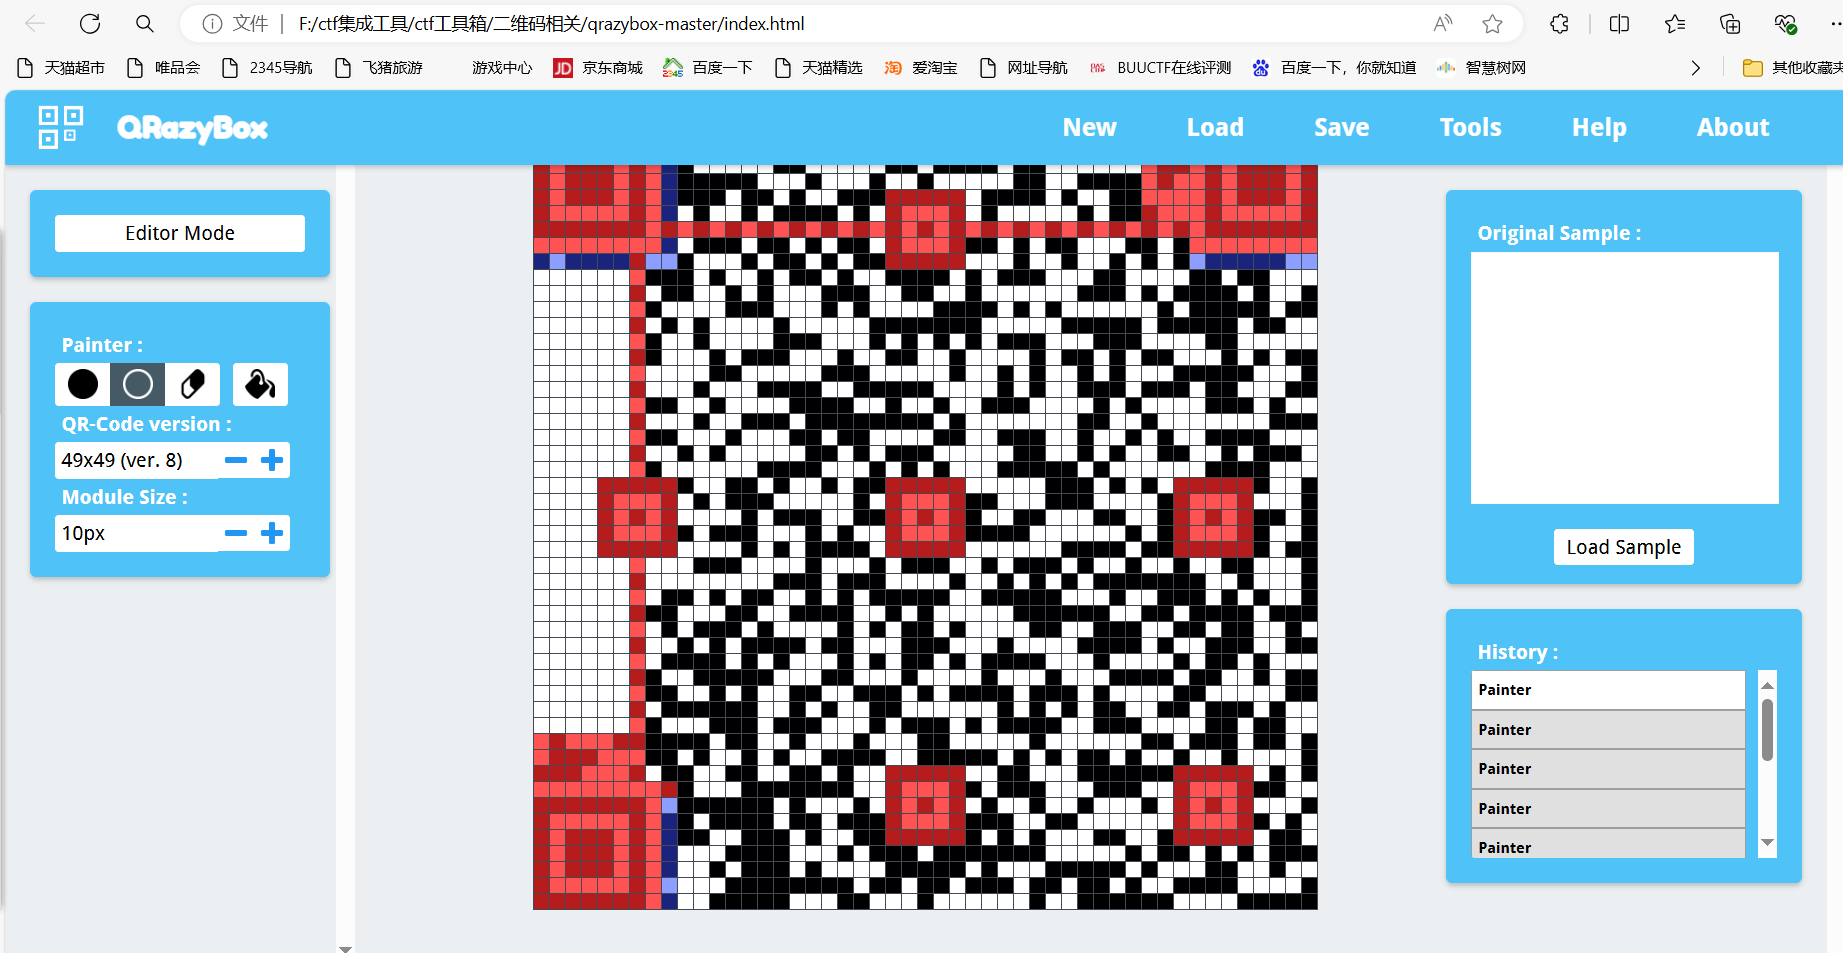 文件 F:/ctf集成工具/ctf工具箱/二维码相关/qrazybox-master/index.html
天猫超市 唯品会 2345导航 飞猪旅游 游戏中心 JD 京东商城 2345 百度一下 天猫精选 淘 爱淘宝 网址导航 BUUCTF在线评测 百度一下，你就知道 智慧树网 其他收藏夹
QRazyBox New Load Save Tools Help About
Editor Mode
Painter :
QR-Code version :
49x49 (ver. 8)
Module Size :
10px
Original Sample :
Load Sample
History :
Painter
Painter
Painter
Painter
Painter